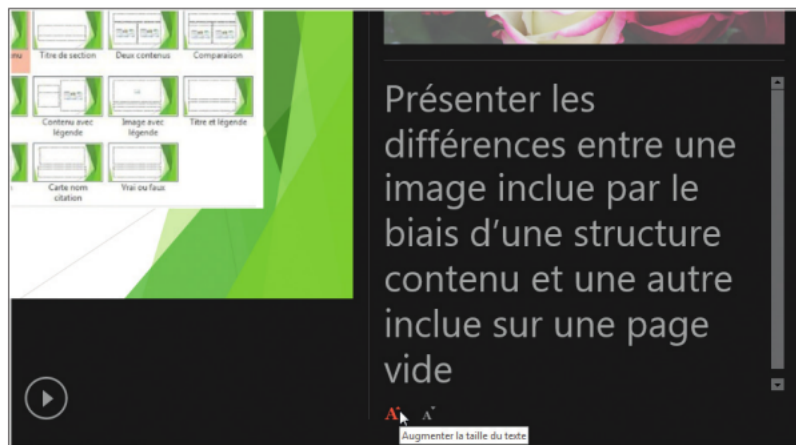 nu
Titre de section
Deux contenus
Comparaison
Contenu avec
légende
Image avec
légende
Titre et légende
Carte nom
citation
Vrai ou faux
Présenter les
différences entre une
image inclue par le
biais d'une structure
contenu et une autre
inclue sur une page
vide
A A
Augmenter la taille du texte